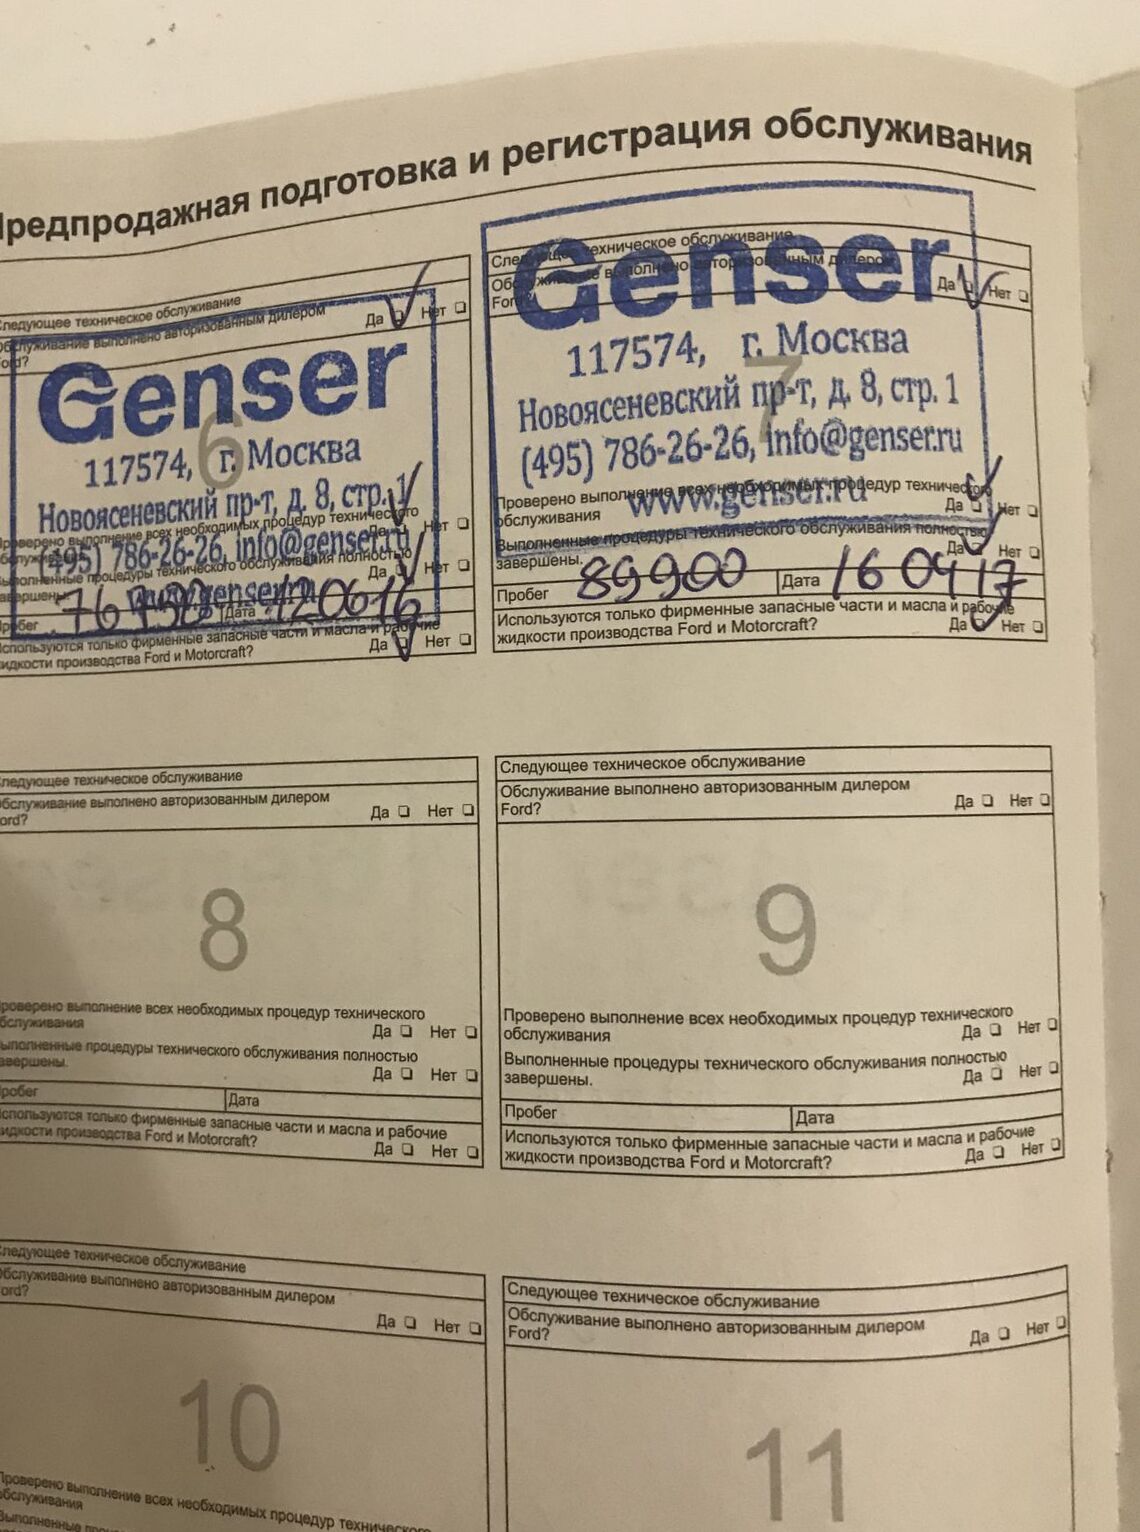 Предпродажная подготовка и регистрация обслуживания
Следующее техническое обслуживание
Обслуживание выполнено авторизованным дилером
Ford?
Да Нет
Genser
6
117574, г. Москва
Новоясеневский пр-т, д. 8, стр. 1
(495) 786-26-26, info@genser.ru
www.genser.ru
Проверено выполнение всех необходимых процедур технического
обслуживания
Да Нет
Выполненные процедуры технического обслуживания полностью
завершены.
Да Нет
Пробег Дата 120616
Используются только фирменные запасные части и масла и рабочие
жидкости производства Ford и Motorcraft?
Да Нет
Следующее техническое обслуживание
Обслуживание выполнено авторизованным дилером
Ford?
Да Нет
Genser
7
117574, г. Москва
Новоясеневский пр-т, д. 8, стр. 1
(495) 786-26-26, info@genser.ru
www.genser.ru
Проверено выполнение всех необходимых процедур технического
обслуживания
Да Нет
Выполненные процедуры технического обслуживания полностью
завершены.
Да Нет
Пробег 89900 Дата 160417
Используются только фирменные запасные части и масла и рабочие
жидкости производства Ford и Motorcraft?
Да Нет
Следующее техническое обслуживание
Обслуживание выполнено авторизованным дилером
Ford?
Да Нет
8
Проверено выполнение всех необходимых процедур технического
обслуживания
Да Нет
Выполненные процедуры технического обслуживания полностью
завершены.
Да Нет
Пробег Дата
Используются только фирменные запасные части и масла и рабочие
жидкости производства Ford и Motorcraft?
Да Нет
Следующее техническое обслуживание
Обслуживание выполнено авторизованным дилером
Ford?
Да Нет
9
Проверено выполнение всех необходимых процедур технического
обслуживания
Да Нет
Выполненные процедуры технического обслуживания полностью
завершены.
Да Нет
Пробег Дата
Используются только фирменные запасные части и масла и рабочие
жидкости производства Ford и Motorcraft?
Да Нет
Следующее техническое обслуживание
Обслуживание выполнено авторизованным дилером
Ford?
Да Нет
10
Проверено выполнение всех необходимых процедур технического
обслуживания
Выполненные
Следующее техническое обслуживание
Обслуживание выполнено авторизованным дилером
Ford?
Да Нет
11